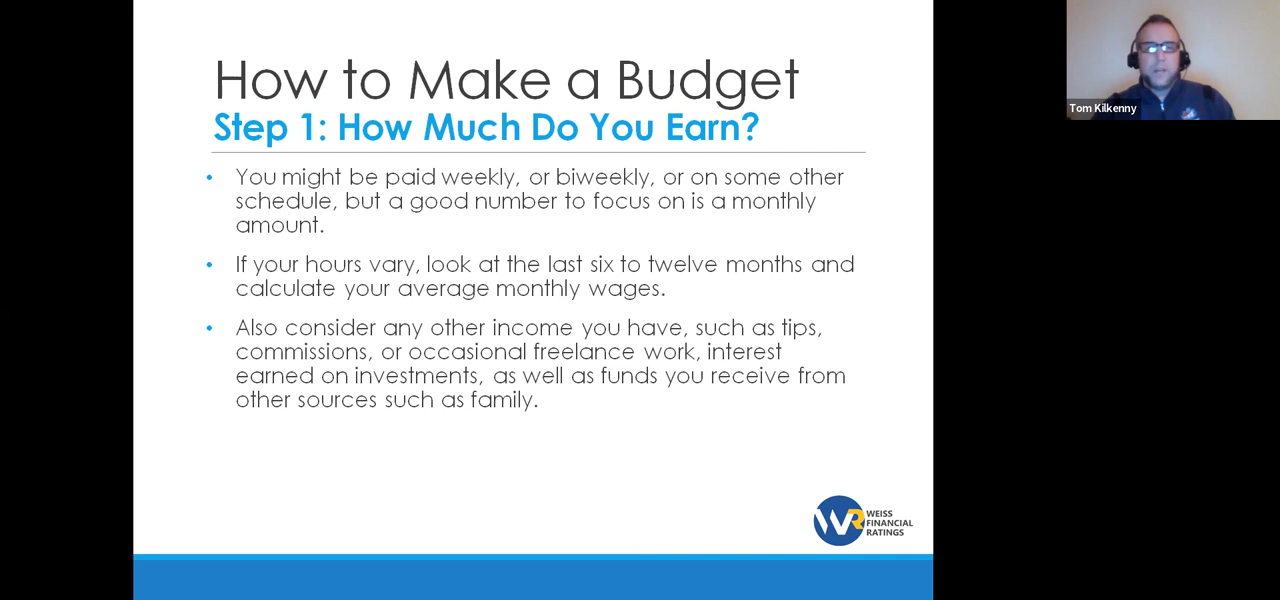 How to Make a Budget
Step 1: How Much Do You Earn?
• You might be paid weekly, or biweekly, or on some other
schedule, but a good number to focus on is a monthly
amount.
• If your hours vary, look at the last six to twelve months and
calculate your average monthly wages.
• Also consider any other income you have, such as tips,
commissions, or occasional freelance work, interest
earned on investments, as well as funds you receive from
other sources such as family.
WR WEISS
FINANCIAL
RATINGS
Tom Kilkenny